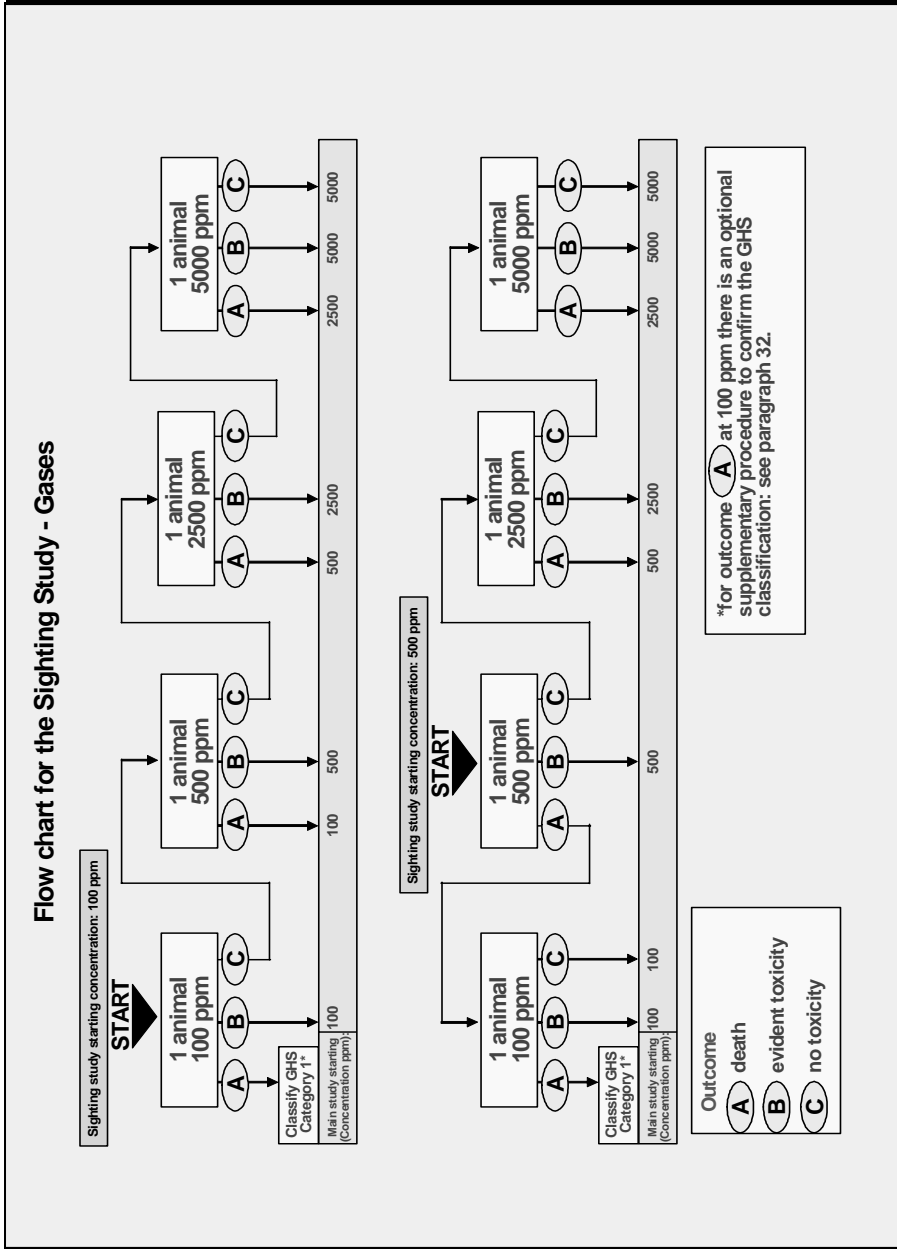 Flow chart for the Sighting Study - Gases
Sighting study starting concentration: 100 ppm
START
1 animal
100 ppm
1 animal
500 ppm
1 animal
2500 ppm
1 animal
5000 ppm
A B C A B C A B C A B C
Classify GHS
Category 1*
Main study starting
(Concentration ppm):
100 100 500 500 2500 2500 5000 5000
Sighting study starting concentration: 500 ppm
START
1 animal
100 ppm
1 animal
500 ppm
1 animal
2500 ppm
1 animal
5000 ppm
A B C A B C A B C A B C
Classify GHS
Category 1*
Main study starting
(Concentration ppm):
100 100 500 500 2500 2500 5000 5000
Outcome
A death
B evident toxicity
C no toxicity
*for outcome A at 100 ppm there is an optional
supplementary procedure to confirm the GHS
classification: see paragraph 32.